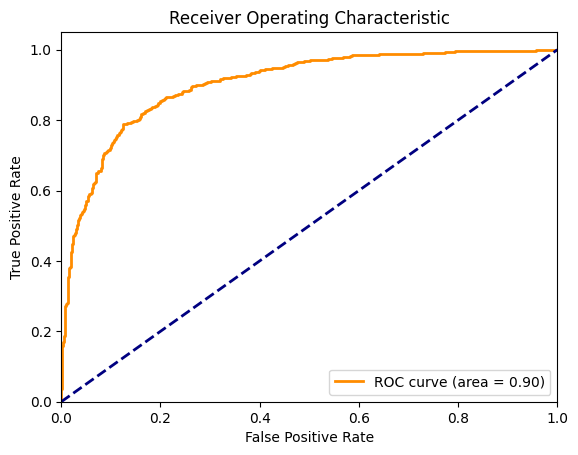 Receiver Operating Characteristic
1.0
0.8
0.6
0.4
0.2
0.0
True Positive Rate
ROC curve (area = 0.90)
0.0 0.2 0.4 0.6 0.8 1.0
False Positive Rate